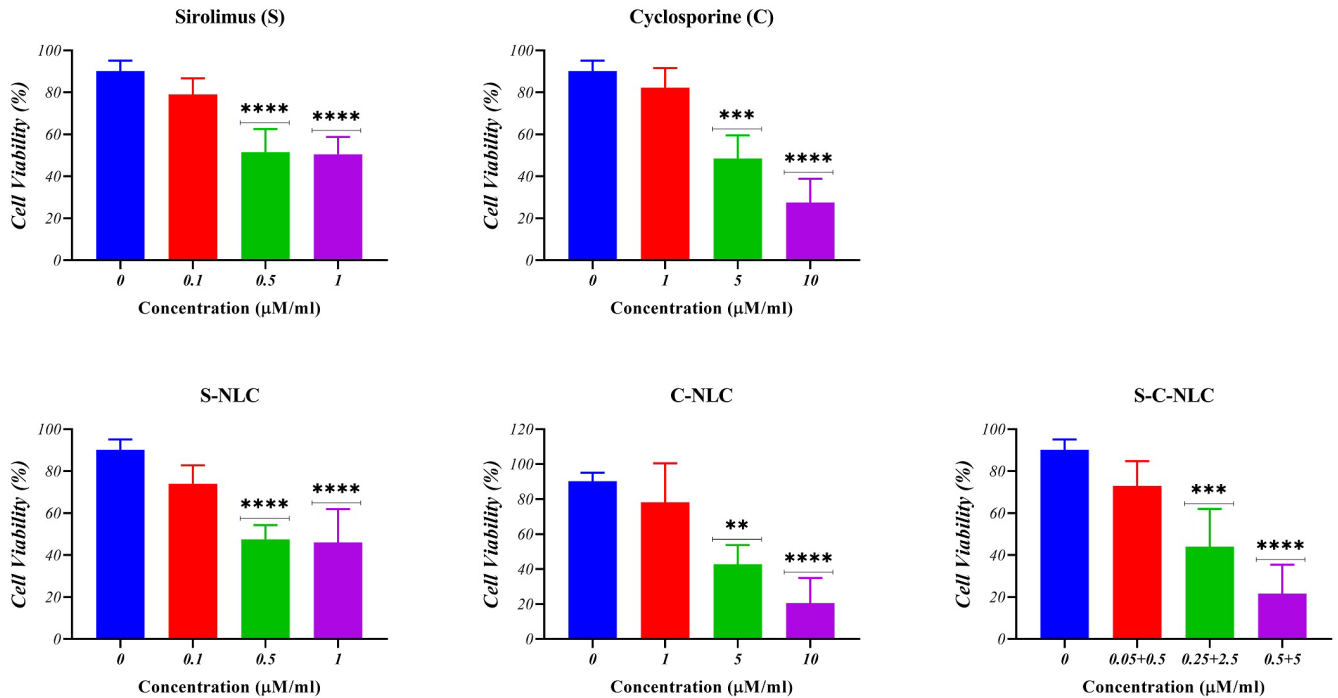 Sirolimus (S)
100
80
60
40
20
0
Cell Viability (%)
****
****
0 0.1 0.5 1
Concentration (μM/ml)
Cyclosporine (C)
100
80
60
40
20
0
Cell Viability (%)
***
****
0 1 5 10
Concentration (μM/ml)
S-NLC
100
80
60
40
20
0
Cell Viability (%)
****
****
0 0.1 0.5 1
Concentration (μM/ml)
C-NLC
120
100
80
60
40
20
0
Cell Viability (%)
**
****
0 1 5 10
Concentration (μM/ml)
S-C-NLC
100
80
60
40
20
0
Cell Viability (%)
***
****
0 0.05+0.5 0.25+2.5 0.5+5
Concentration (μM/ml)